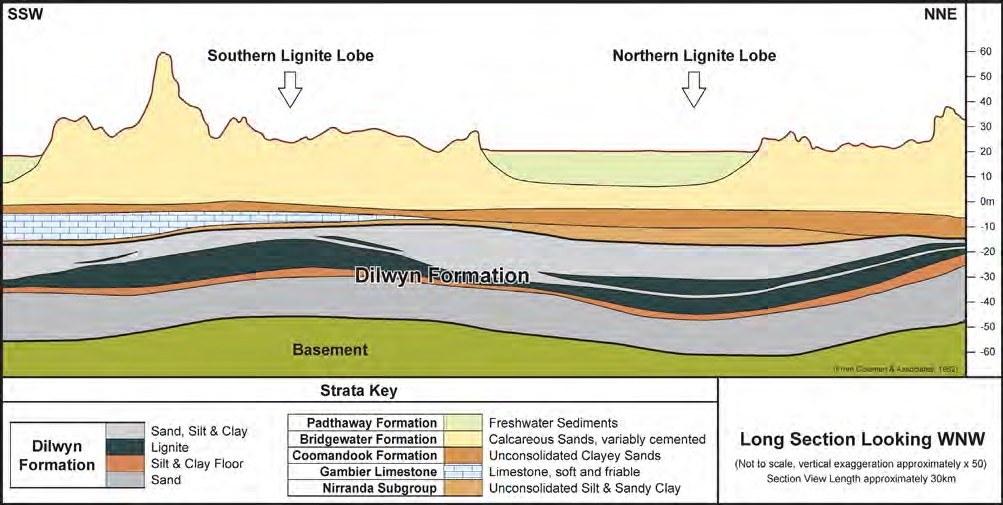 SSW
NNE
Southern Lignite Lobe
Northern Lignite Lobe
60
50
40
30
20
10
0m
-10
-20
-30
-40
-50
-60
Dilwyn Formation
Basement
(From Coleman & Associates, 1982)
Strata Key
Dilwyn
Formation
Sand, Silt & Clay
Lignite
Silt & Clay Floor
Sand
Padthaway Formation Freshwater Sediments
Bridgewater Formation Calcareous Sands, variably cemented
Coomandook Formation Unconsolidated Clayey Sands
Gambier Limestone Limestone, soft and friable
Nirranda Subgroup Unconsolidated Silt & Sandy Clay
Long Section Looking WNW
(Not to scale, vertical exaggeration approximately x 50)
Section View Length approximately 30km